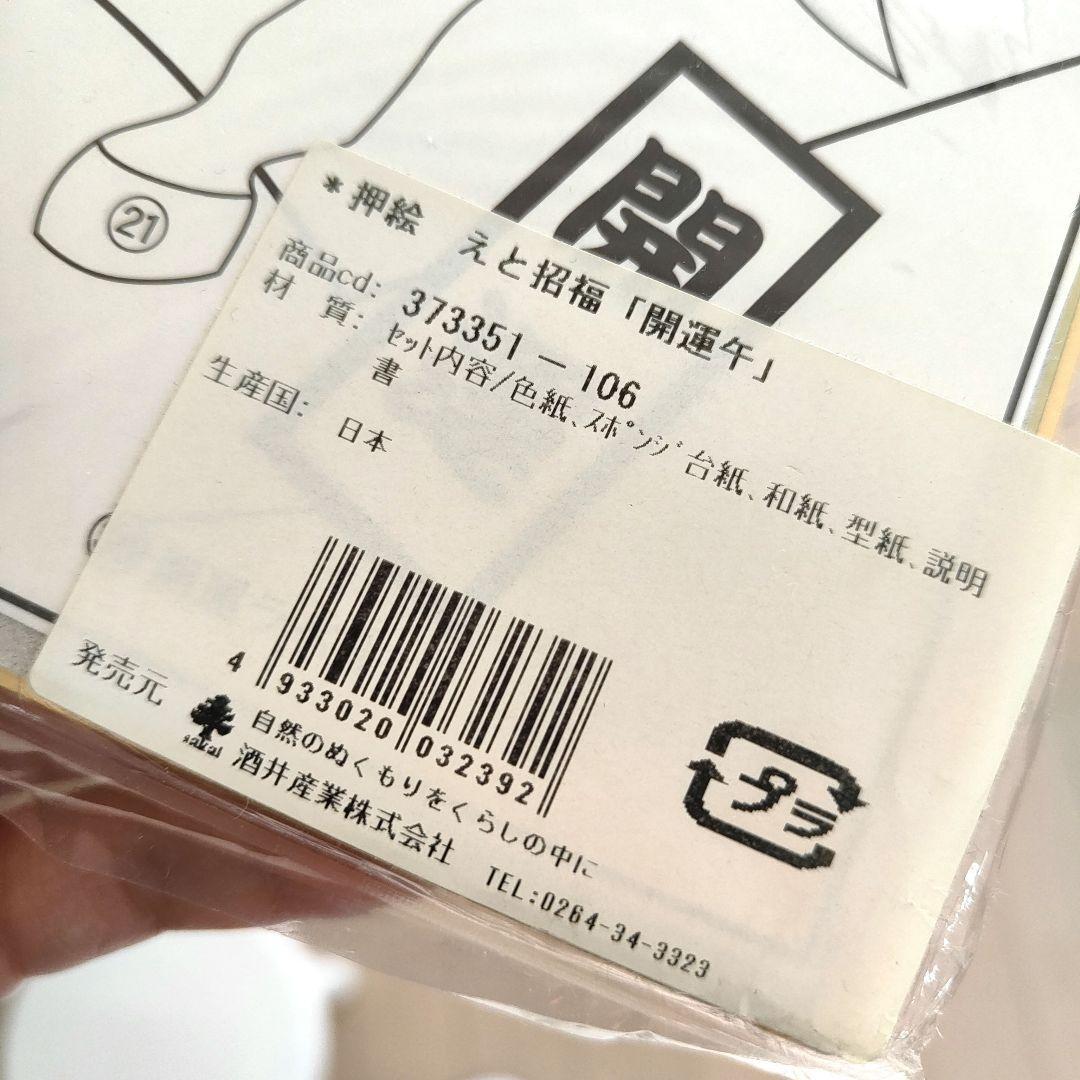 21
開
*押絵　えと招福「開運午」
商品cd: 373351－106
材　質: ｾｯﾄ内容/色紙、ｽﾎﾟﾝｼﾞ台紙、和紙、型紙、説明
書
生産国: 日本
4 933020 032392
発売元
sakai
自然のぬくもりをくらしの中に
酒井産業株式会社
TEL:0264-34-3323
プラ